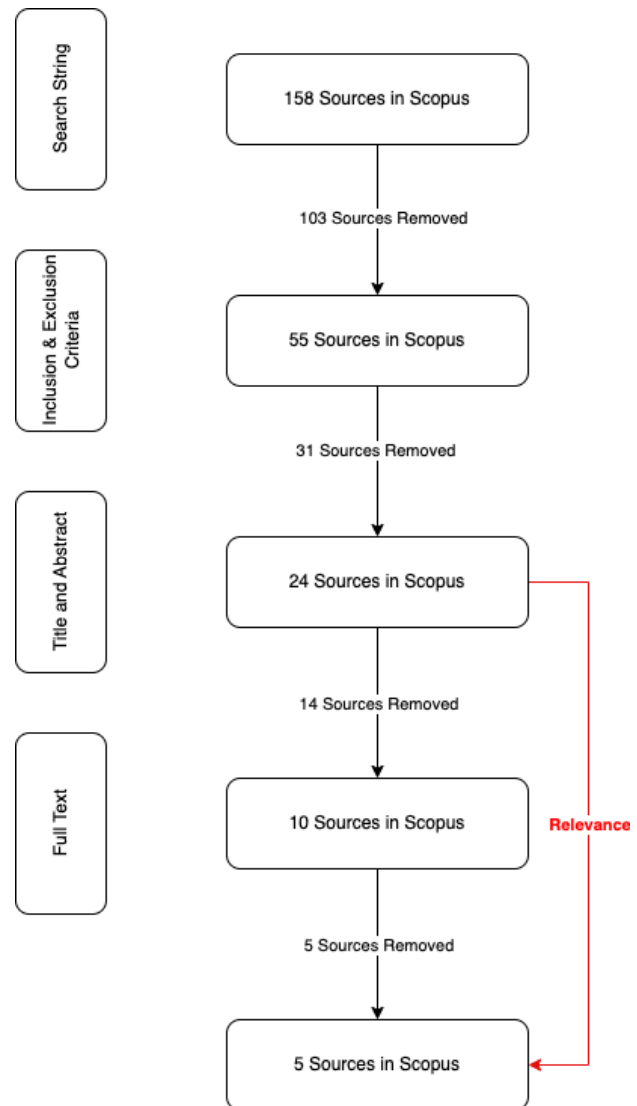 Search String
158 Sources in Scopus
103 Sources Removed
Inclusion & Exclusion
Criteria
55 Sources in Scopus
31 Sources Removed
Title and Abstract
24 Sources in Scopus
14 Sources Removed
Full Text
10 Sources in Scopus
Relevance
5 Sources Removed
5 Sources in Scopus